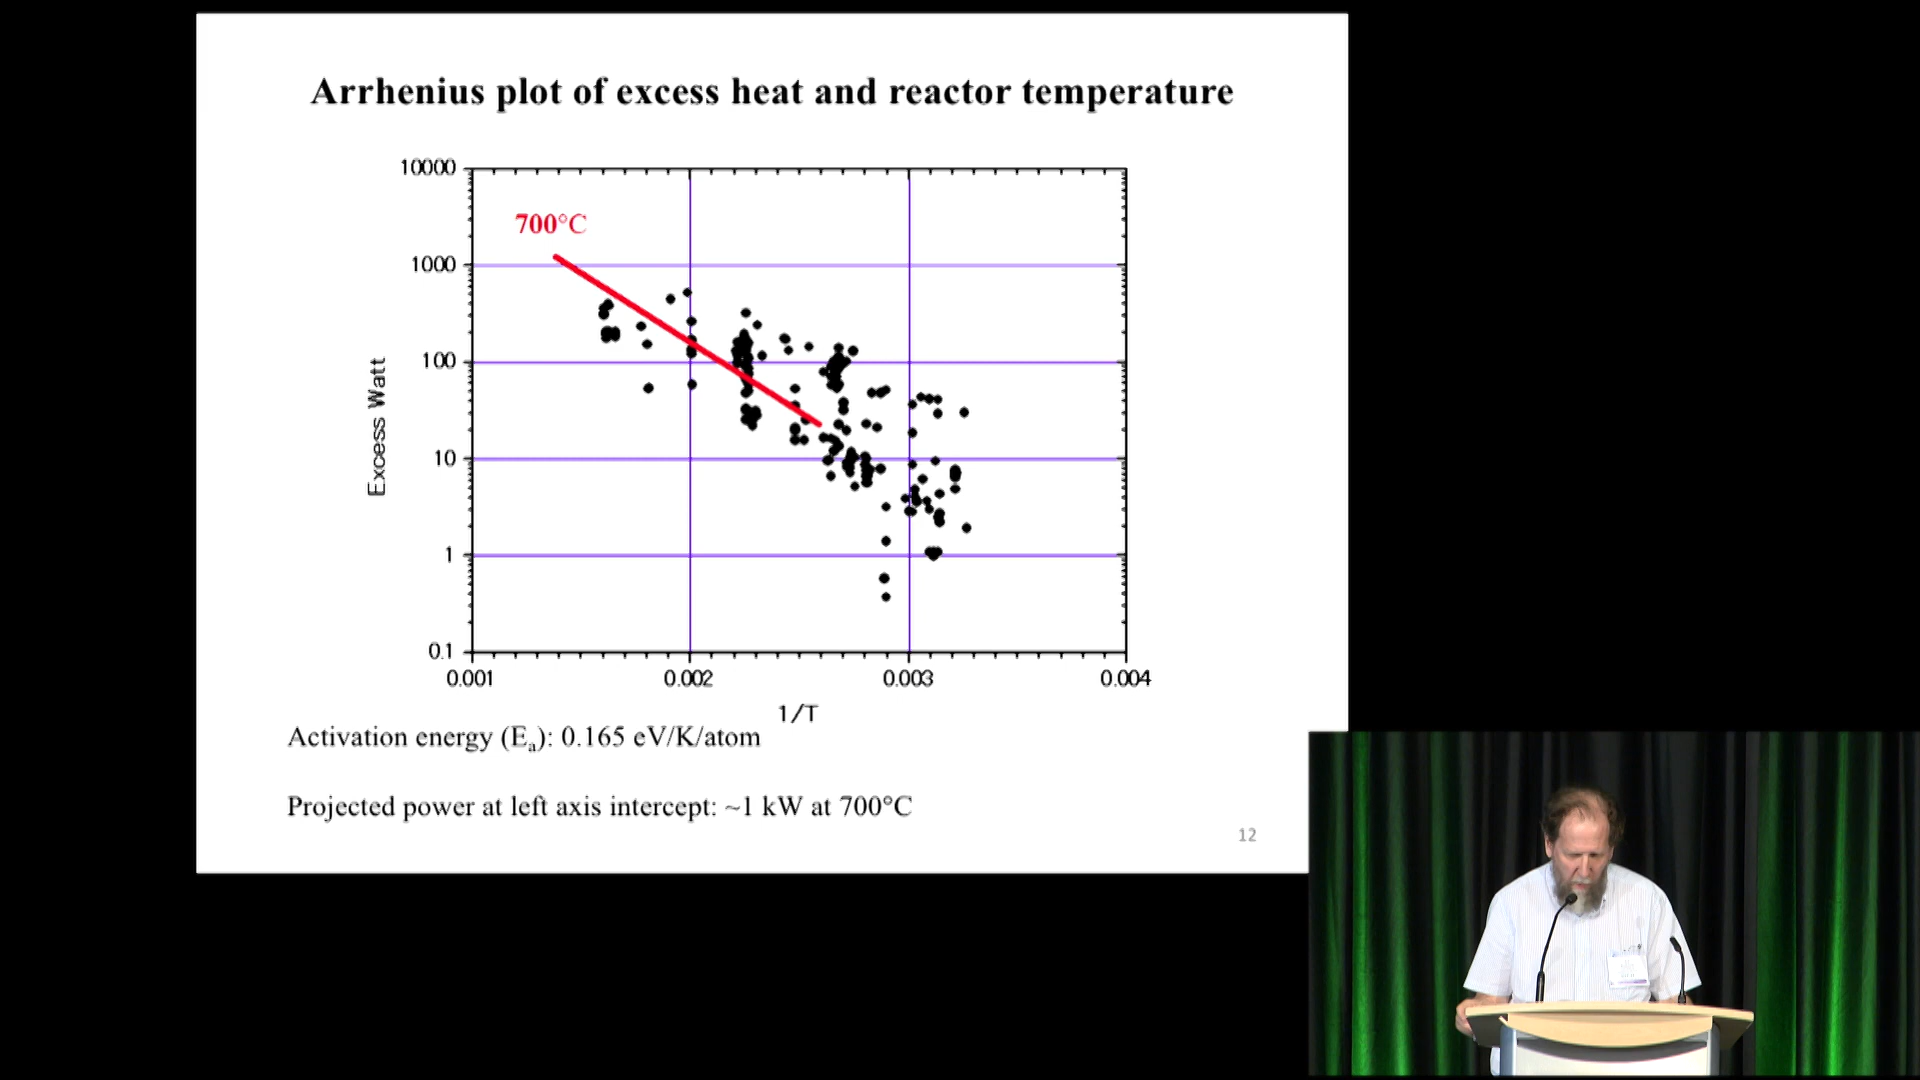 Arrhenius plot of excess heat and reactor temperature
10000
700°C
1000
100
Excess Watt
10
1
0.1
0.001 0.002 0.003 0.004
1/T
Activation energy (Ea): 0.165 eV/K/atom
Projected power at left axis intercept: ~1 kW at 700°C
12